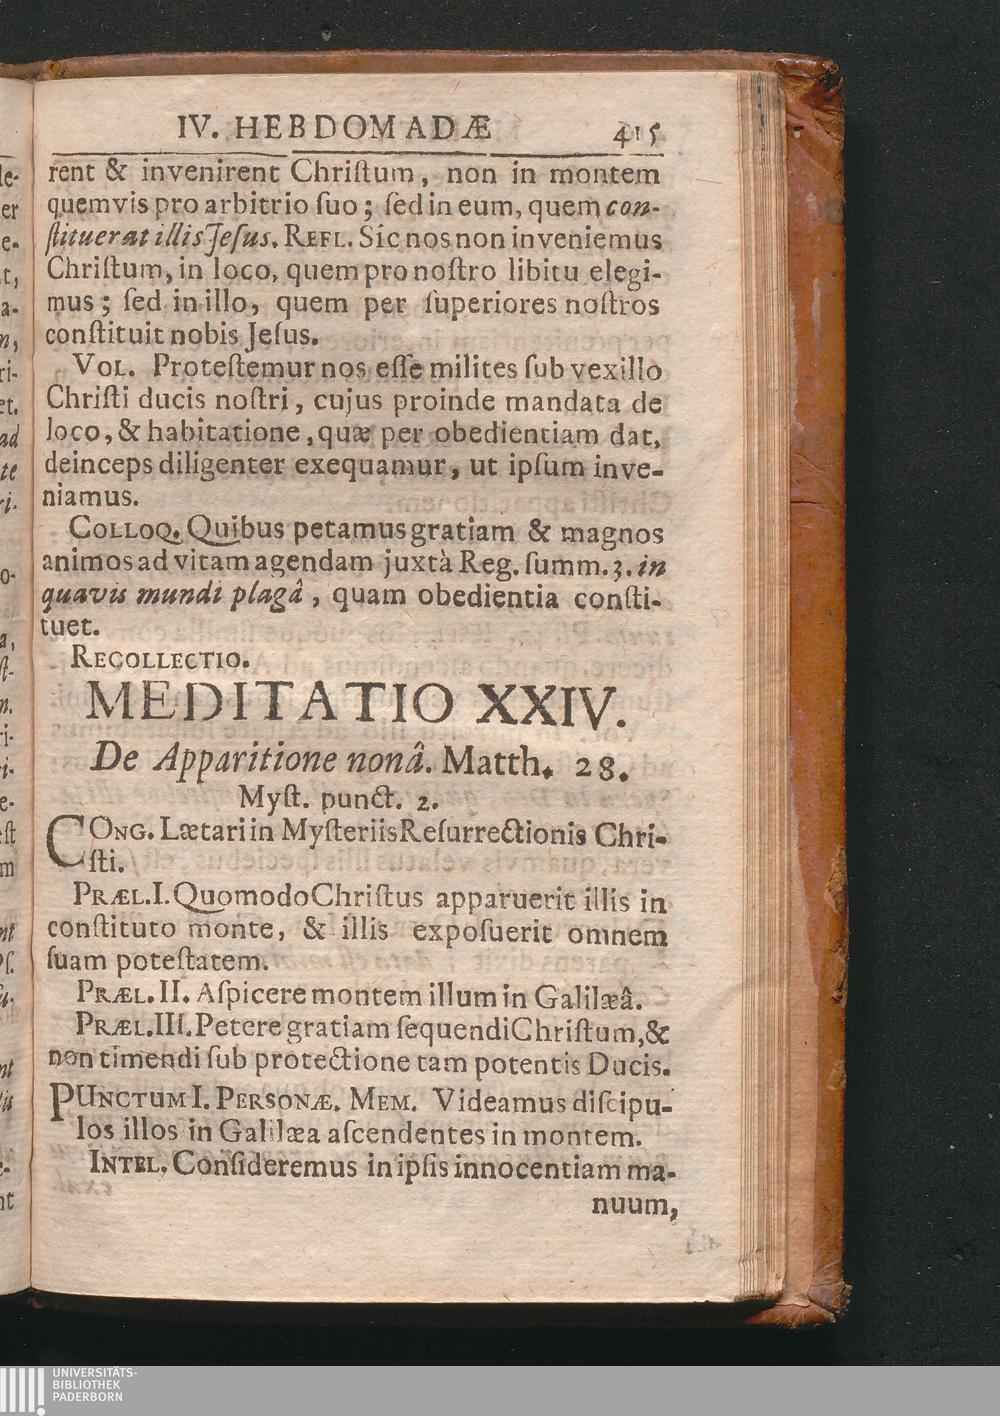 IV. HEBDOMADÆ 415
rent & invenirent Chriſtum, non in montem
quemvis pro arbitrio ſuo; ſed in eum, quem con-
ſtituerat illis Jeſus. REFL. Sic nos non inveniemus
Chriſtum, in loco, quem pro noſtro libitu elegi-
mus; ſed in illo, quem per ſuperiores noſtros
conſtituit nobis Jeſus.
VOL. Proteſtemur nos eſſe milites ſub vexillo
Chriſti ducis noſtri, cujus proinde mandata de
loco, & habitatione, quæ per obedientiam dat,
deinceps diligenter exequamur, ut ipſum inve-
niamus.
COLLOQ. Quibus petamus gratiam & magnos
animos ad vitam agendam juxtà Reg. ſumm. 3. in
quavis mundi plagâ, quam obedientia conſti-
tuet.
RECOLLECTIO.
MEDITATIO XXIV.
De Apparitione nonâ. Matth. 28.
Myſt. punct. 2.
CONG. Lætari in Myſteriis Reſurrectionis Chri-
ſti.
PRÆL. I. Quomodo Chriſtus apparuerit illis in
conſtituto monte, & illis expoſuerit omnem
ſuam poteſtatem.
PRÆL. II. Aſpicere montem illum in Galilæâ.
PRÆL. III. Petere gratiam ſequendi Chriſtum, &
non timendi ſub protectione tam potentis Ducis.
PUNCTUM I. PERSONÆ. MEM. Videamus diſcipu-
los illos in Galilæa aſcendentes in montem.
INTEL. Conſideremus in ipſis innocentiam ma-
nuum,
UNIVERSITÄTS-
BIBLIOTHEK
PADERBORN